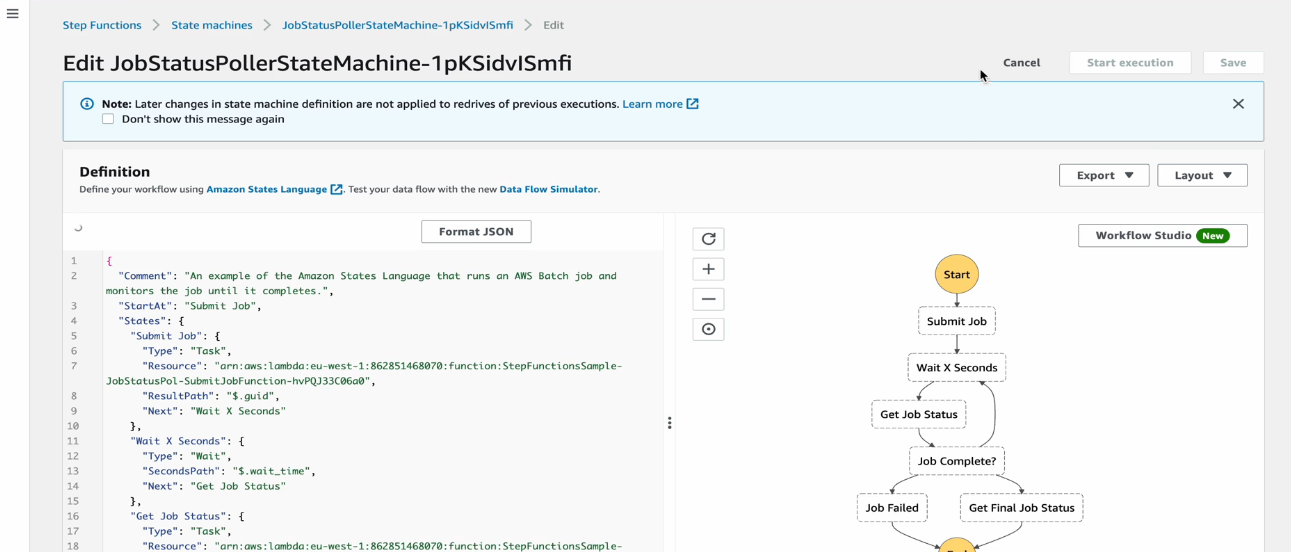 Step Functions > State machines > JobStatusPollerStateMachine-1pKSidvISmfi > Edit
Edit JobStatusPollerStateMachine-1pKSidvISmfi
Cancel
Start execution
Save
Note: Later changes in state machine definition are not applied to redrives of previous executions. Learn more
Don't show this message again
Definition
Define your workflow using Amazon States Language. Test your data flow with the new Data Flow Simulator.
Export
Layout
Format JSON
1 {
2 "Comment": "An example of the Amazon States Language that runs an AWS Batch job and
monitors the job until it completes.",
3 "StartAt": "Submit Job",
4 "States": {
5 "Submit Job": {
6 "Type": "Task",
7 "Resource": "arn:aws:lambda:eu-west-1:862851468070:function:StepFunctionsSample-
JobStatusPol-SubmitJobFunction-hvPQJ33C06a0",
8 "ResultPath": "$.guid",
9 "Next": "Wait X Seconds"
10 },
11 "Wait X Seconds": {
12 "Type": "Wait",
13 "SecondsPath": "$.wait_time",
14 "Next": "Get Job Status"
15 },
16 "Get Job Status": {
17 "Type": "Task",
18 "Resource": "arn:aws:lambda:eu-west-1:862851468070:function:StepFunctionsSample-
Workflow Studio New
Start
Submit Job
Wait X Seconds
Get Job Status
Job Complete?
Job Failed
Get Final Job Status